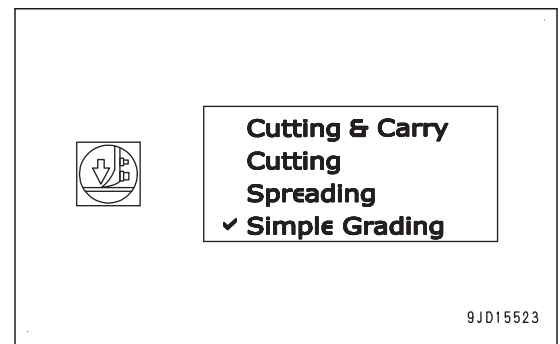 Cutting & Carry
Cutting
Spreading
✓ Simple Grading
9JD15523